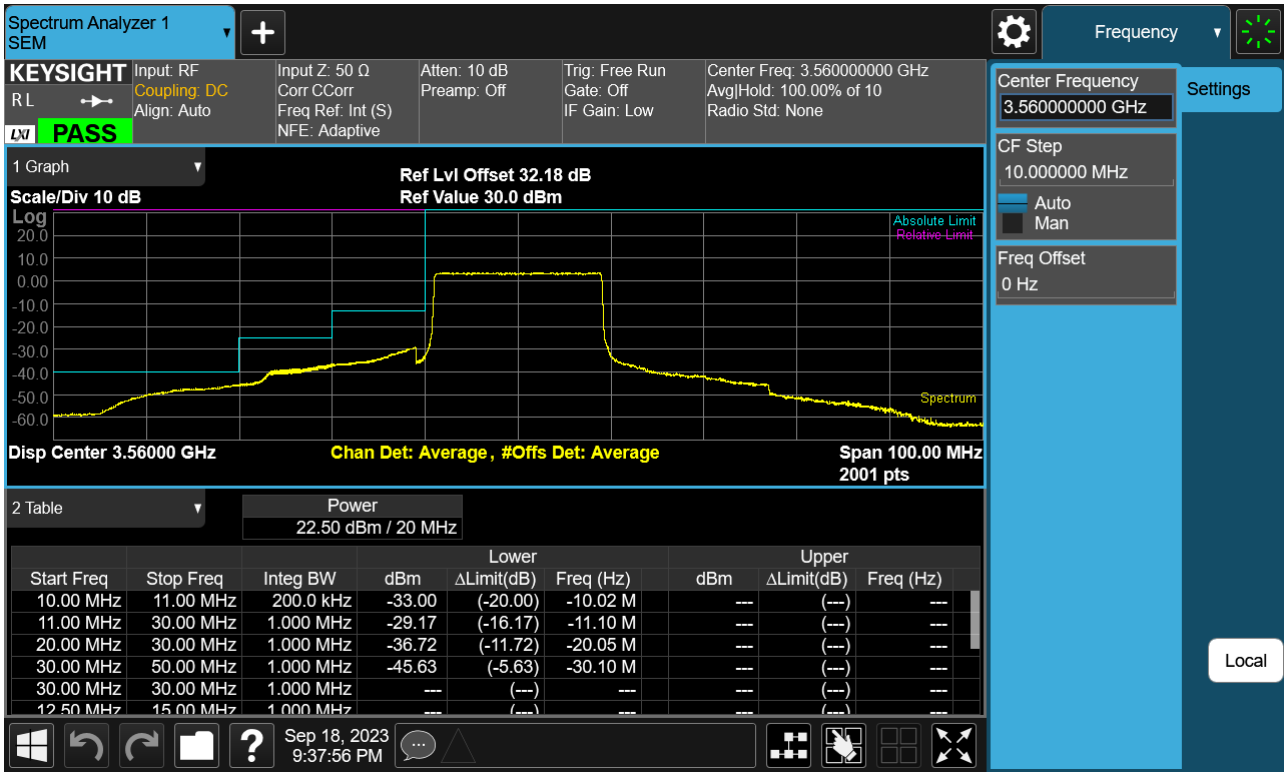 Spectrum Analyzer 1
SEM
+
Frequency
KEYSIGHT
R L
LXI PASS
Input: RF
Coupling: DC
Align: Auto
Input Z: 50 Ω
Corr CCorr
Freq Ref: Int (S)
NFE: Adaptive
Atten: 10 dB
Preamp: Off
Trig: Free Run
Gate: Off
IF Gain: Low
Center Freq: 3.560000000 GHz
Avg|Hold: 100.00% of 10
Radio Std: None
Center Frequency
3.560000000 GHz
Settings
CF Step
10.000000 MHz
Auto
Man
Freq Offset
0 Hz
1 Graph
Scale/Div 10 dB
Ref Lvl Offset 32.18 dB
Ref Value 30.0 dBm
Log
20.0
10.0
0.00
-10.0
-20.0
-30.0
-40.0
-50.0
-60.0
Absolute Limit
Relative Limit
Spectrum
Disp Center 3.56000 GHz
Chan Det: Average , #Offs Det: Average
Span 100.00 MHz
2001 pts
2 Table
Power
22.50 dBm / 20 MHz
Lower Upper
Start Freq Stop Freq Integ BW dBm ΔLimit(dB) Freq (Hz) dBm ΔLimit(dB) Freq (Hz)
10.00 MHz 11.00 MHz 200.0 kHz -33.00 (-20.00) -10.02 M --- (---) ---
11.00 MHz 30.00 MHz 1.000 MHz -29.17 (-16.17) -11.10 M --- (---) ---
20.00 MHz 30.00 MHz 1.000 MHz -36.72 (-11.72) -20.05 M --- (---) ---
30.00 MHz 50.00 MHz 1.000 MHz -45.63 (-5.63) -30.10 M --- (---) ---
30.00 MHz 30.00 MHz 1.000 MHz --- (---) --- --- (---) ---
12.50 MHz 15.00 MHz 1.000 MHz --- (---) --- --- (---) ---
Local
?
Sep 18, 2023
9:37:56 PM